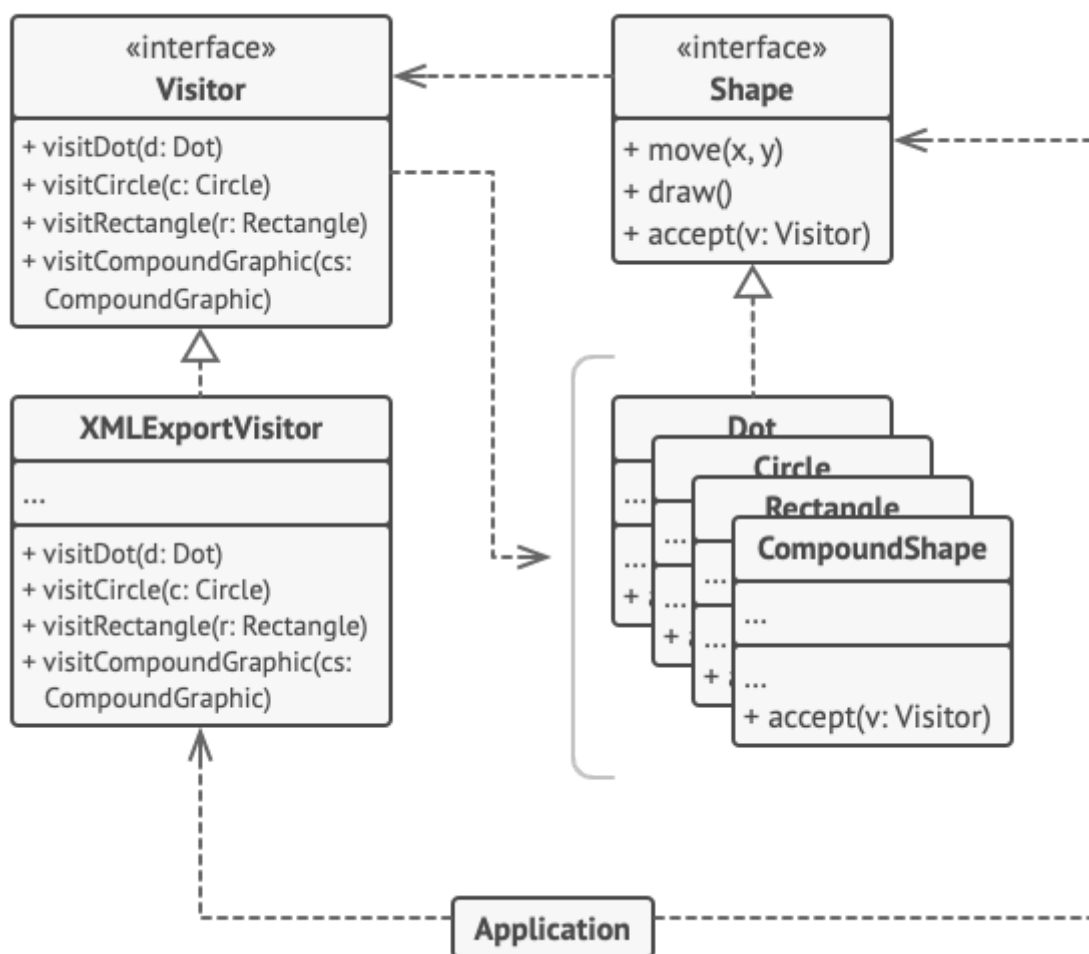 «interface»
Visitor
+ visitDot(d: Dot)
+ visitCircle(c: Circle)
+ visitRectangle(r: Rectangle)
+ visitCompoundGraphic(cs:
CompoundGraphic)
«interface»
Shape
+ move(x, y)
+ draw()
+ accept(v: Visitor)
XMLExportVisitor
...
+ visitDot(d: Dot)
+ visitCircle(c: Circle)
+ visitRectangle(r: Rectangle)
+ visitCompoundGraphic(cs:
CompoundGraphic)
Dot
...
...
+
Circle
...
...
+
Rectangle
...
...
+
CompoundShape
...
...
+ accept(v: Visitor)
Application